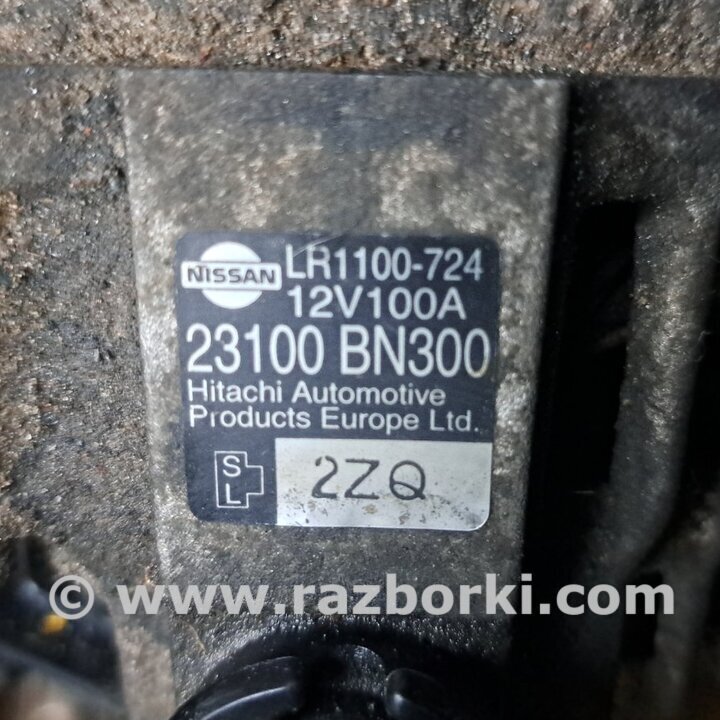 NISSAN
LR1100-724
12V100A
23100 BN300
Hitachi Automotive
Products Europe Ltd.
S
L
2ZQ
© www.razborki.com